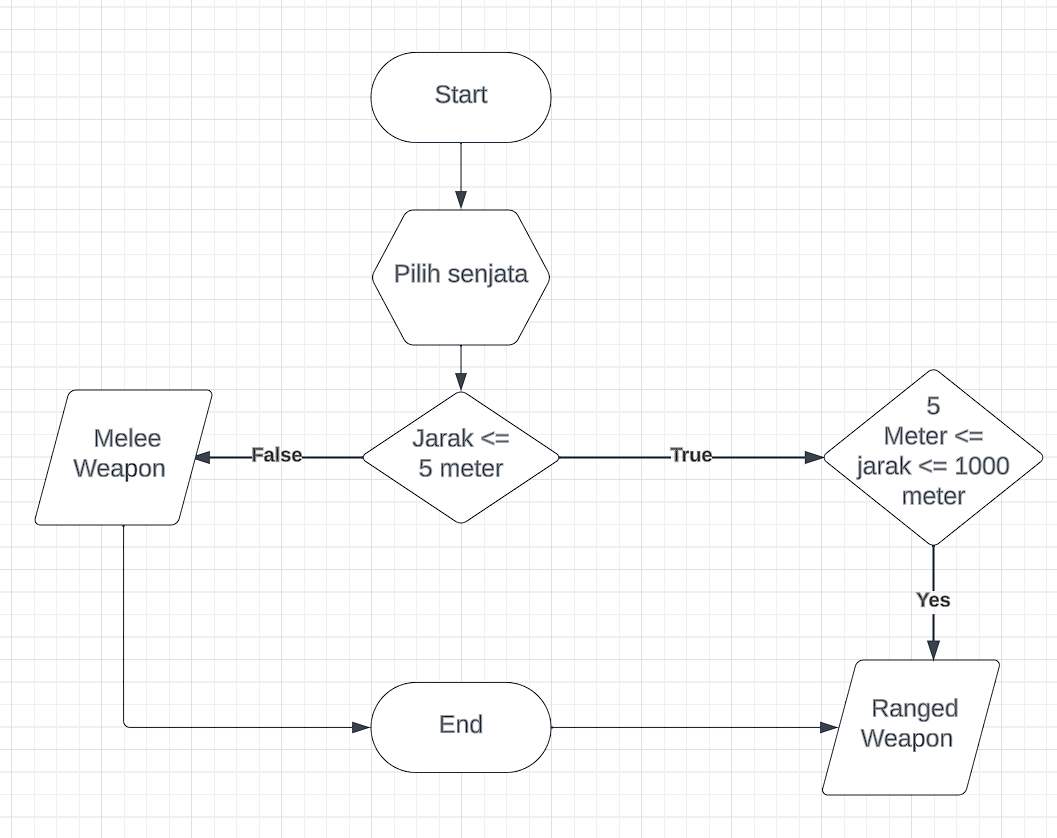 Start
Pilih senjata
Melee
Weapon
False
Jarak <=
5 meter
True
5
Meter <=
jarak <= 1000
meter
Yes
End
Ranged
Weapon